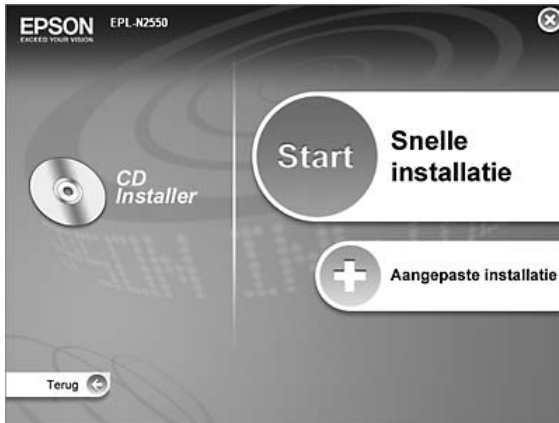 EPSON EPL-N2550
EXCEED YOUR VISION
CD
Installer
Start
Snelle
installatie
Aangepaste installatie
Terug